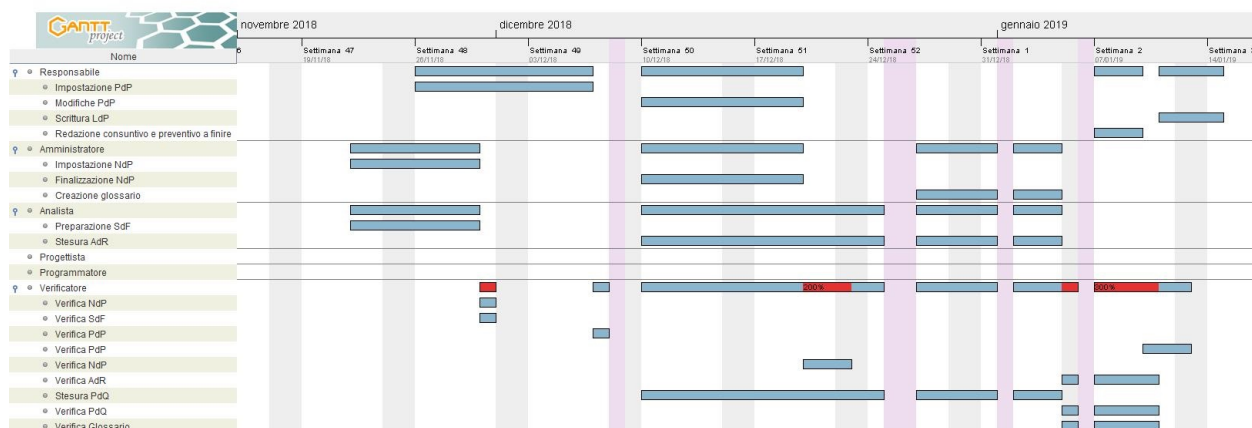 GANTT
project
novembre 2018
dicembre 2018
gennaio 2019
Nome
6
Settimana 47
Settimana 48
Settimana 49
Settimana 50
Settimana 51
Settimana 52
Settimana 1
Settimana 2
Settimana
19/11/18
26/11/18
03/12/18
10/12/18
17/12/18
24/12/18
31/12/18
07/01/19
14/01/19
Responsabile
Impostazione PdP
Modifiche PdP
Scrittura LdP
Redazione consuntivo e preventivo a finire
Amministratore
Impostazione NdP
Finalizzazione NdP
Creazione glossario
Analista
Preparazione SdF
Stesura AdR
Progettista
Programmatore
Verificatore
200%
300%
Verifica NdP
Verifica SdF
Verifica PdP
Verifica PdP
Verifica NdP
Verifica AdR
Stesura PdQ
Verifica PdQ
Verifica Glossario